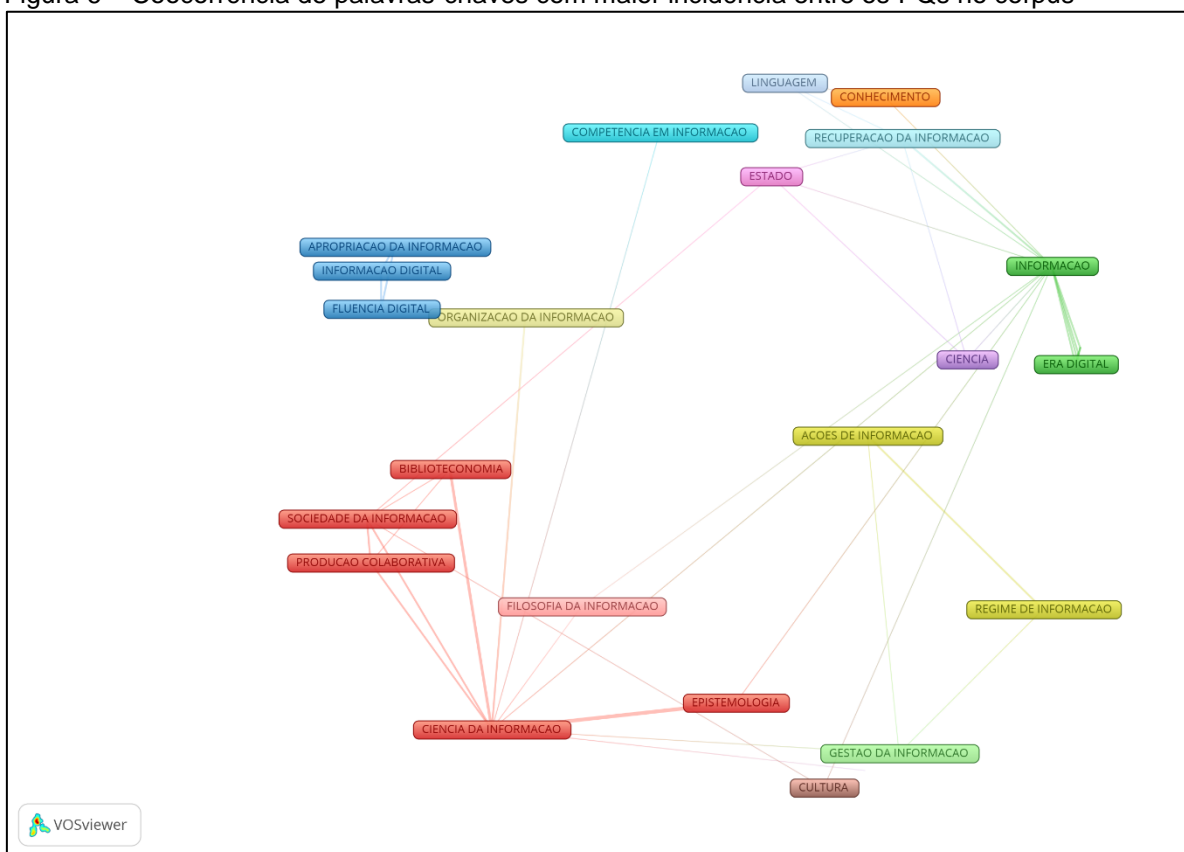 Figura 6 – Coocorrência de palavras-chaves com maior incidência entre os PQs no corpus
LINGUAGEM
CONHECIMENTO
COMPETENCIA EM INFORMACAO
RECUPERACAO DA INFORMACAO
ESTADO
APROPRIACAO DA INFORMACAO
INFORMACAO DIGITAL
INFORMACAO
FLUENCIA DIGITAL
ORGANIZACAO DA INFORMACAO
CIENCIA
ERA DIGITAL
ACOES DE INFORMACAO
BIBLIOTECONOMIA
SOCIEDADE DA INFORMACAO
PRODUCAO COLABORATIVA
FILOSOFIA DA INFORMACAO
REGIME DE INFORMACAO
EPISTEMOLOGIA
CIENCIA DA INFORMACAO
GESTAO DA INFORMACAO
CULTURA
VOSviewer